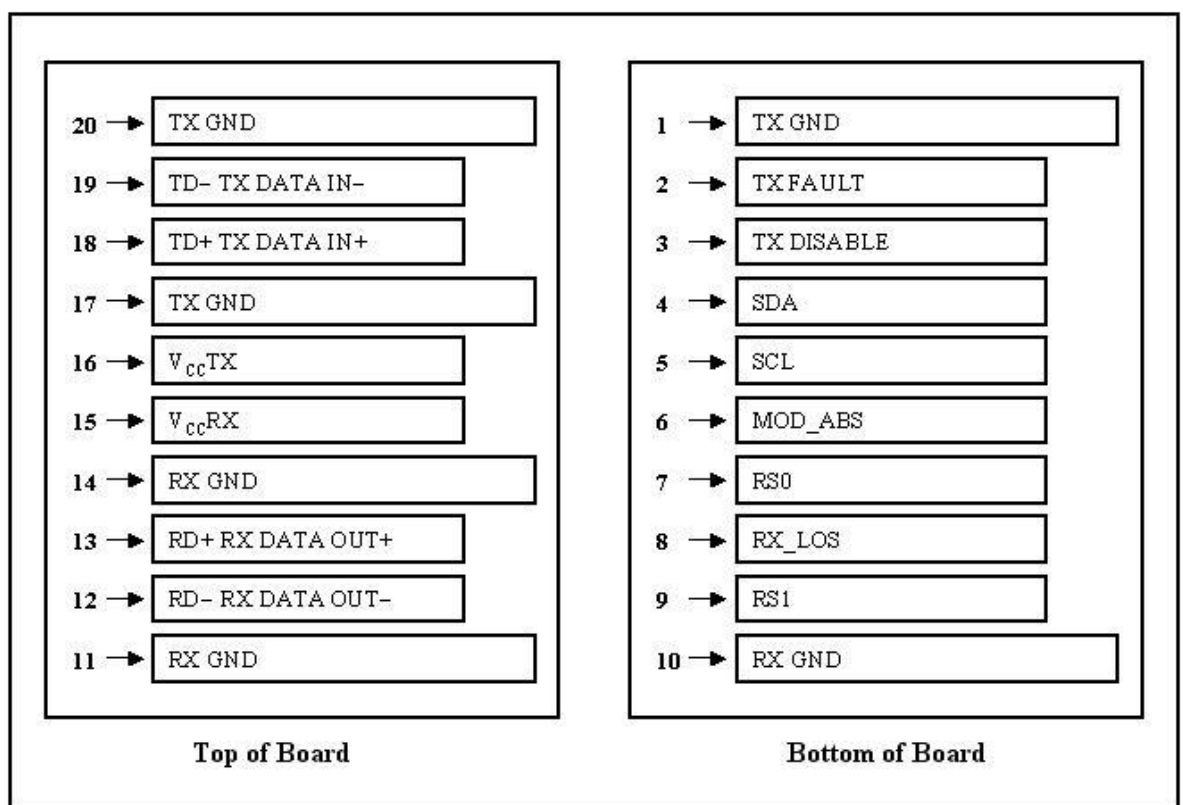 20 TX GND
19 TD– TX DATA IN–
18 TD+ TX DATA IN+
17 TX GND
16 VCCTX
15 VCCRX
14 RX GND
13 RD+ RX DATA OUT+
12 RD– RX DATA OUT–
11 RX GND
Top of Board
1 TX GND
2 TX FAULT
3 TX DISABLE
4 SDA
5 SCL
6 MOD_ABS
7 RS0
8 RX_LOS
9 RS1
10 RX GND
Bottom of Board